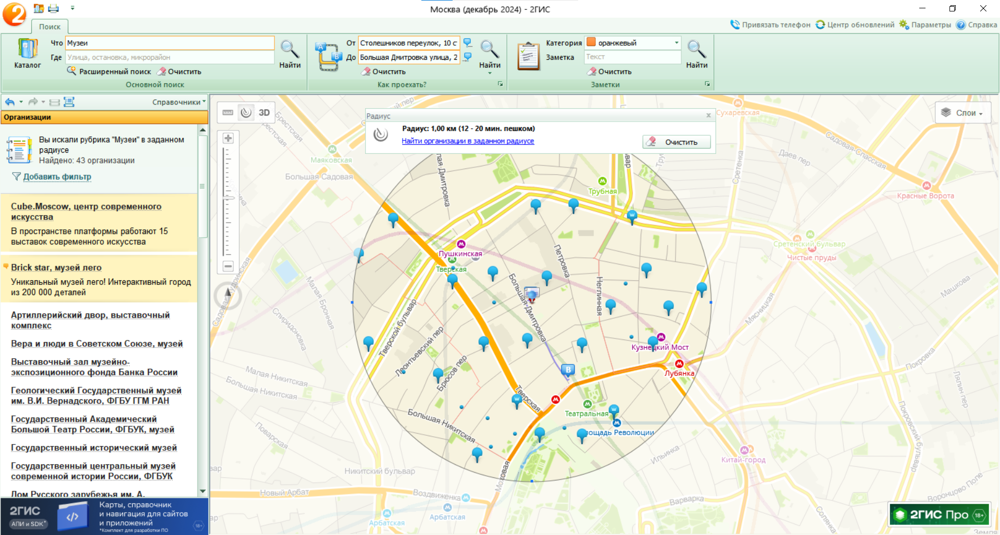 Москва (декабрь 2024) - 2ГИС
Поиск
Привязать телефон
Центр обновлений
Параметры
Справка
Каталог
Что
Музеи
Где
Улица, остановка, микрорайон
Расширенный поиск
Очистить
Найти
Основной поиск
От
Столешников переулок, 10 с
До
Большая Дмитровка улица, 2
Очистить
Найти
Как проехать?
Категория
оранжевый
Заметка
Текст
Очистить
Найти
Заметки
Справочники
Организации
Вы искали рубрика "Музеи" в заданном
радиусе
Найдено: 43 организации
Добавить фильтр
Cube.Moscow, центр современного
искусства
В пространстве платформы работают 15
выставок современного искусства
Brick star, музей лего
Уникальный музей лего! Интерактивный город
из 200 000 деталей
Артиллерийский двор, выставочный
комплекс
Вера и люди в Советском Союзе, музей
Выставочный зал музейно-
экспозиционного фонда Банка России
Геологический Государственный музей
им. В.И. Вернадского, ФГБУ ГГМ РАН
Государственный Академический
Большой Театр России, ФГБУК, музей
Государственный исторический музей
Государственный центральный музей
современной истории России, ФГБУК
Дом Русского зарубежья им. А.
2ГИС
АПИ и SDK*
Карты, справочник
и навигация для сайтов
и приложений
*Комплект для разработки ПО
18+
3D
Радиус
Радиус: 1,00 км (12 - 20 мин. пешком)
Найти организации в заданном радиусе
Очистить
Слои
Сухаревская
Садовая-Спасская
Даев пер
Сретенка
Красные Ворота
Маяковская
Большая Садовая
Брестская
Трубная
Пушкинская
Тверская
Петровка
Неглинная
Большая Дмитровка
Сретенский бульвар
Чистые пруды
Машкова
Мясницкая
Малая Бронная
Спиридоновка
Тверской бульвар
Леонтьевский пер
Брюсов пер
Кузнецкий Мост
Лубянка
Покровка
Лялин пер
Покровский бульвар
Малая Никитская
Большая Никитская
Поварская
Тверская
B
Театральная
Большая Никитская
Площадь Революции
Ильинка
Китай-город
Никитский бульвар
Моховая
Новый Арбат
Воздвиженка
Арбатская
Арбатская
Варварка
Солянка
Воронцово Поле
Земля
2ГИС Про
18+